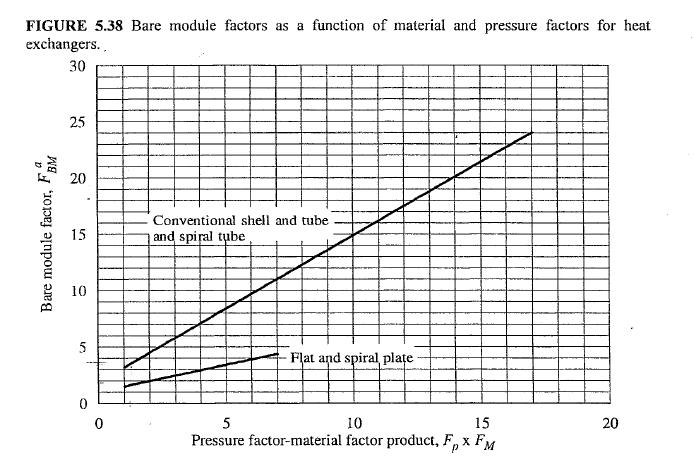 FIGURE 5.38 Bare module factors as a function of material and pressure factors for heat
exchangers.
30
25
20
15
10
5
0
Bare module factor, F^a_BM
Conventional shell and tube
and spiral tube
Flat and spiral plate
0 5 10 15 20
Pressure factor-material factor product, F_p x F_M